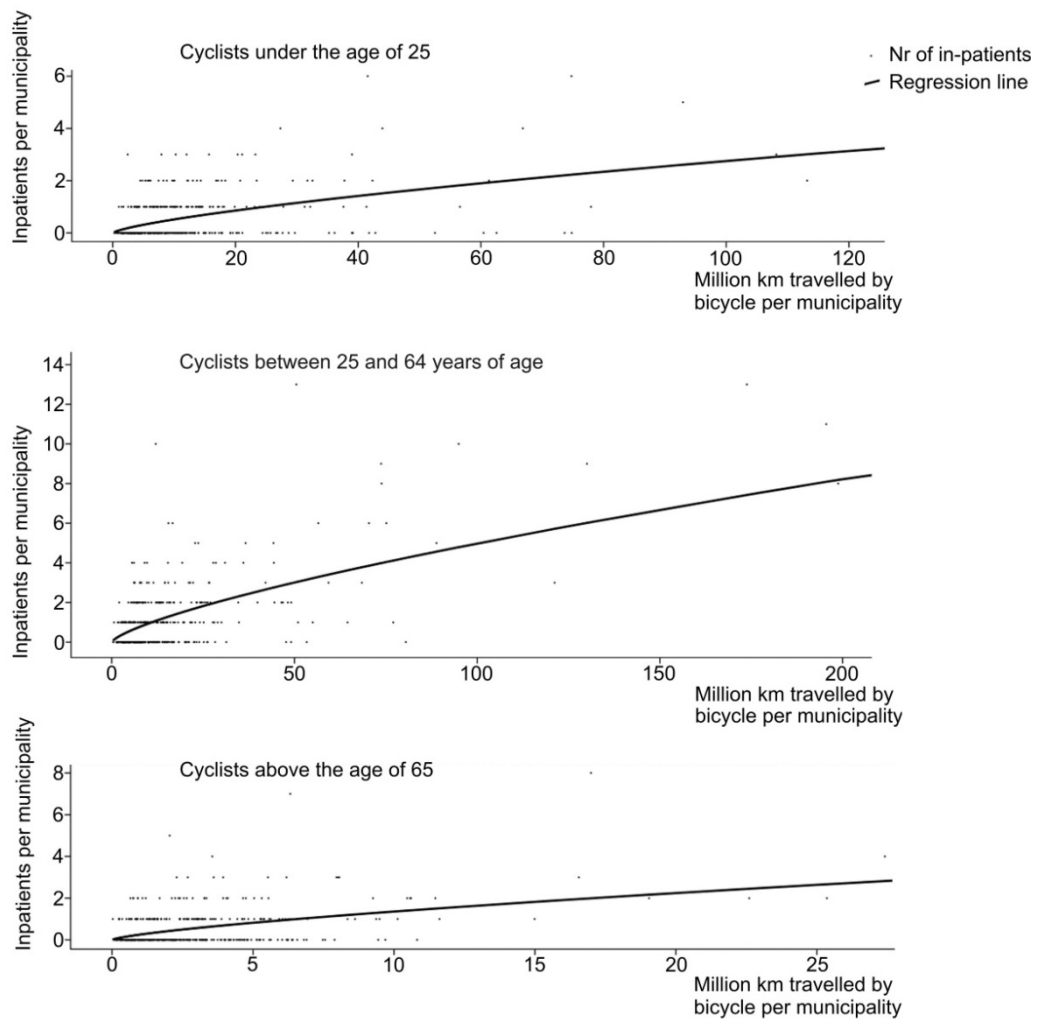 Cyclists under the age of 25
Nr of in-patients
Regression line
Inpatients per municipality
6
4
2
0
0 20 40 60 80 100 120
Million km travelled by
bicycle per municipality
Cyclists between 25 and 64 years of age
Inpatients per municipality
14
12
10
8
6
4
2
0
0 50 100 150 200
Million km travelled by
bicycle per municipality
Cyclists above the age of 65
Inpatients per municipality
8
6
4
2
0
0 5 10 15 20 25
Million km travelled by
bicycle per municipality